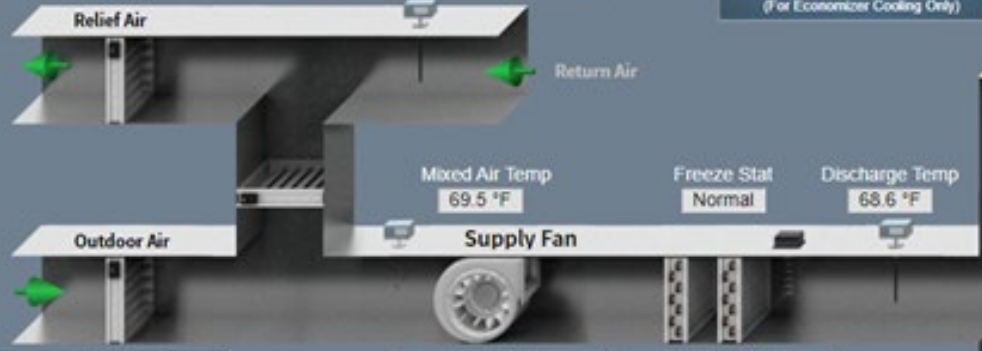 (For Economizer Cooling Only)
Relief Air
Return Air
Mixed Air Temp
69.5 °F
Freeze Stat
Normal
Discharge Temp
68.6 °F
Outdoor Air
Supply Fan